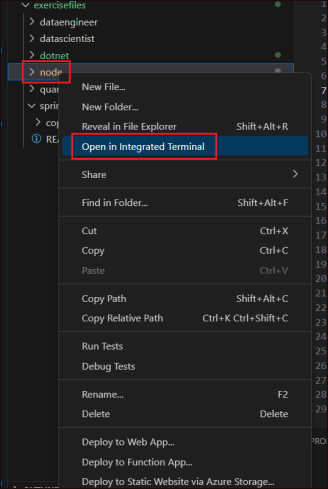 exercisefiles
dataengineer
datascientist
dotnet
node
New File...
New Folder...
Reveal in File Explorer Shift+Alt+R
Open in Integrated Terminal
Share
Find in Folder... Shift+Alt+F
Cut Ctrl+X
Copy Ctrl+C
Paste Ctrl+V
Copy Path Shift+Alt+C
Copy Relative Path Ctrl+K Ctrl+Shift+C
Run Tests
Debug Tests
Rename... F2
Delete Delete
Deploy to Web App...
Deploy to Function App...
Deploy to Static Website via Azure Storage...
quar
sprin
cop
REA
1
2
3
4
5
6
7
8
9
10
11
12
13
14
15
16
17
18
19
20
21
22
23
24
25
26
27
28
29
PRO